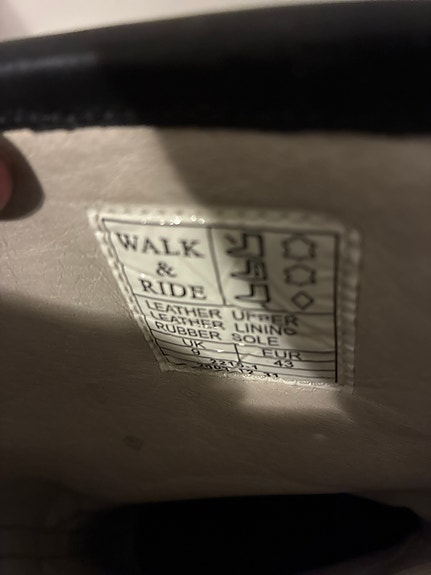 WALK
&
RIDE
LEATHER UPPER
LEATHER LINING
RUBBER SOLE
UK EUR
9 43